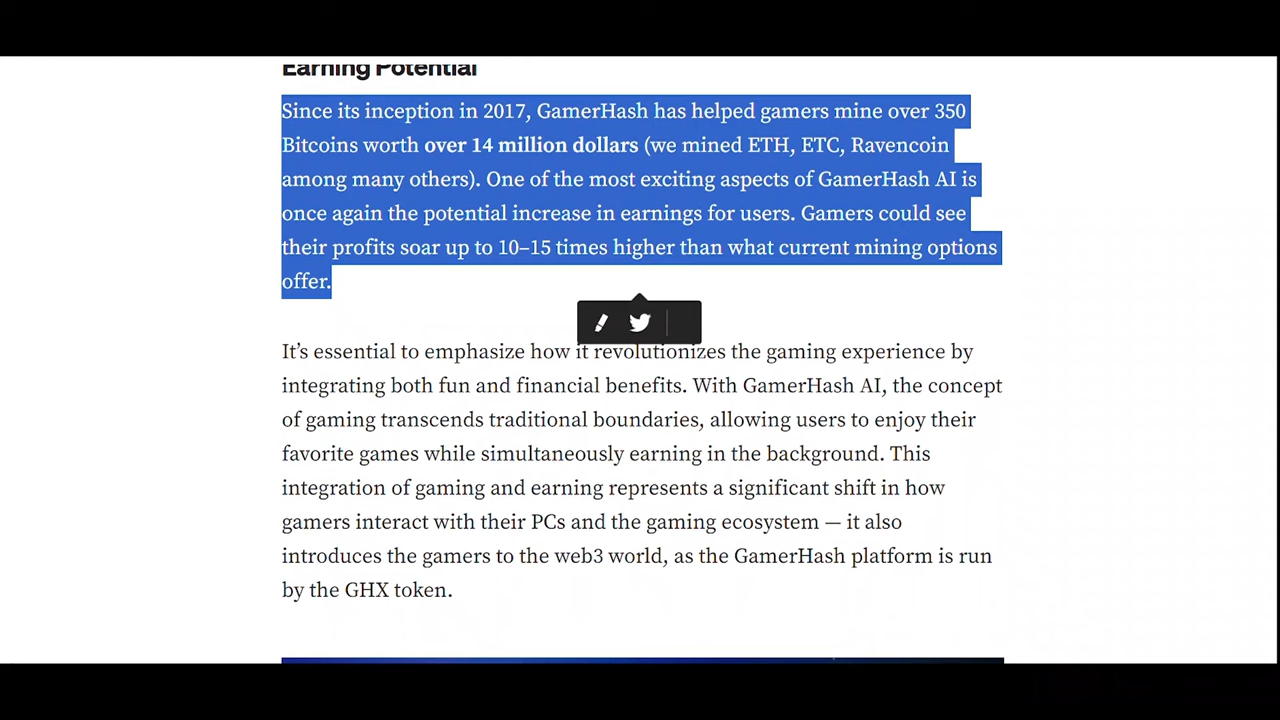 Earning Potential
Since its inception in 2017, GamerHash has helped gamers mine over 350
Bitcoins worth over 14 million dollars (we mined ETH, ETC, Ravencoin
among many others). One of the most exciting aspects of GamerHash AI is
once again the potential increase in earnings for users. Gamers could see
their profits soar up to 10–15 times higher than what current mining options
offer.
It’s essential to emphasize how it revolutionizes the gaming experience by
integrating both fun and financial benefits. With GamerHash AI, the concept
of gaming transcends traditional boundaries, allowing users to enjoy their
favorite games while simultaneously earning in the background. This
integration of gaming and earning represents a significant shift in how
gamers interact with their PCs and the gaming ecosystem — it also
introduces the gamers to the web3 world, as the GamerHash platform is run
by the GHX token.